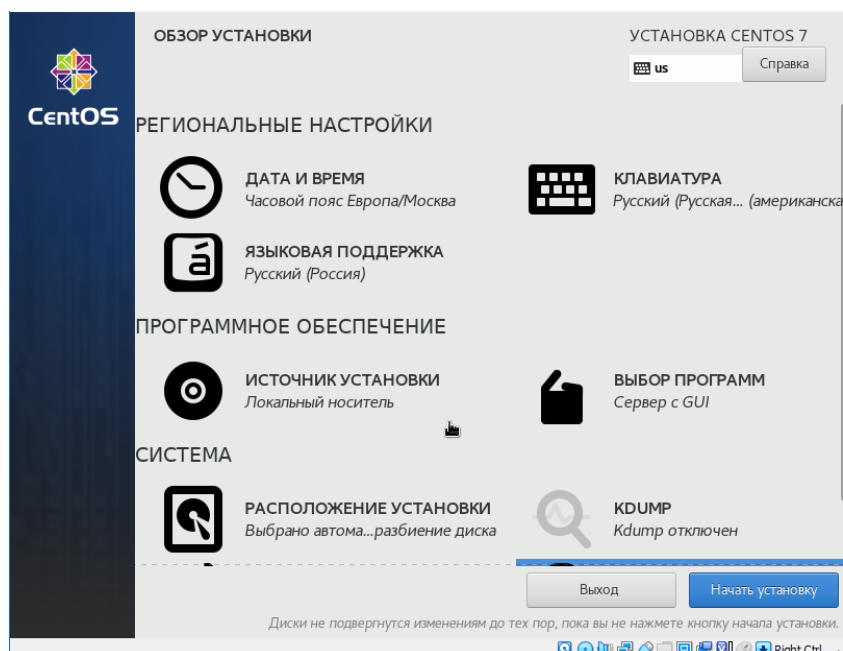 ОБЗОР УСТАНОВКИ
УСТАНОВКА CENTOS 7
us
Справка
CentOS
РЕГИОНАЛЬНЫЕ НАСТРОЙКИ
ДАТА И ВРЕМЯ
Часовой пояс Европа/Москва
КЛАВИАТУРА
Русский (Русская... (американска
ЯЗЫКОВАЯ ПОДДЕРЖКА
Русский (Россия)
ПРОГРАММНОЕ ОБЕСПЕЧЕНИЕ
ИСТОЧНИК УСТАНОВКИ
Локальный носитель
ВЫБОР ПРОГРАММ
Сервер с GUI
СИСТЕМА
РАСПОЛОЖЕНИЕ УСТАНОВКИ
Выбрано автома...разбиение диска
KDUMP
Kdump отключен
Выход
Начать установку
Диски не подвергнутся изменениям до тех пор, пока вы не нажмете кнопку начала установки.
Right Ctrl